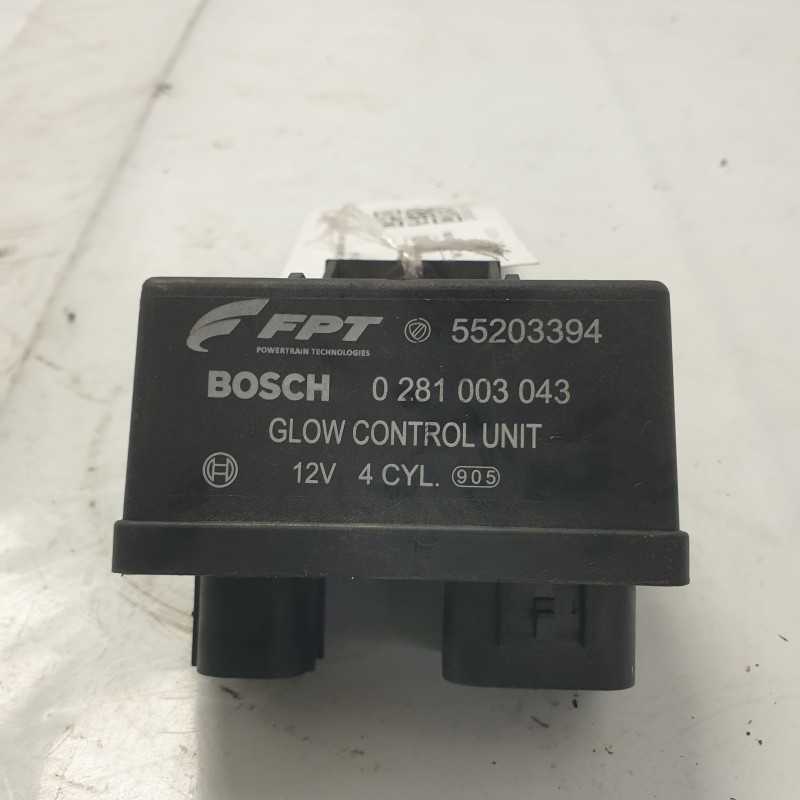 FPT 55203394
POWERTRAIN TECHNOLOGIES
BOSCH 0 281 003 043
GLOW CONTROL UNIT
12V 4 CYL. 905
F